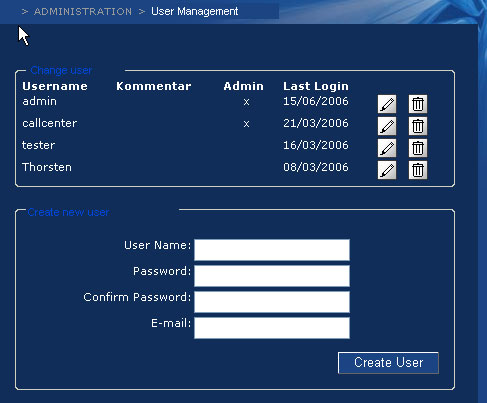 > ADMINISTRATION > User Management
Change user
Username Kommentar Admin Last Login
admin x 15/06/2006
callcenter x 21/03/2006
tester 16/03/2006
Thorsten 08/03/2006
Create new user
User Name:
Password:
Confirm Password:
E-mail:
Create User